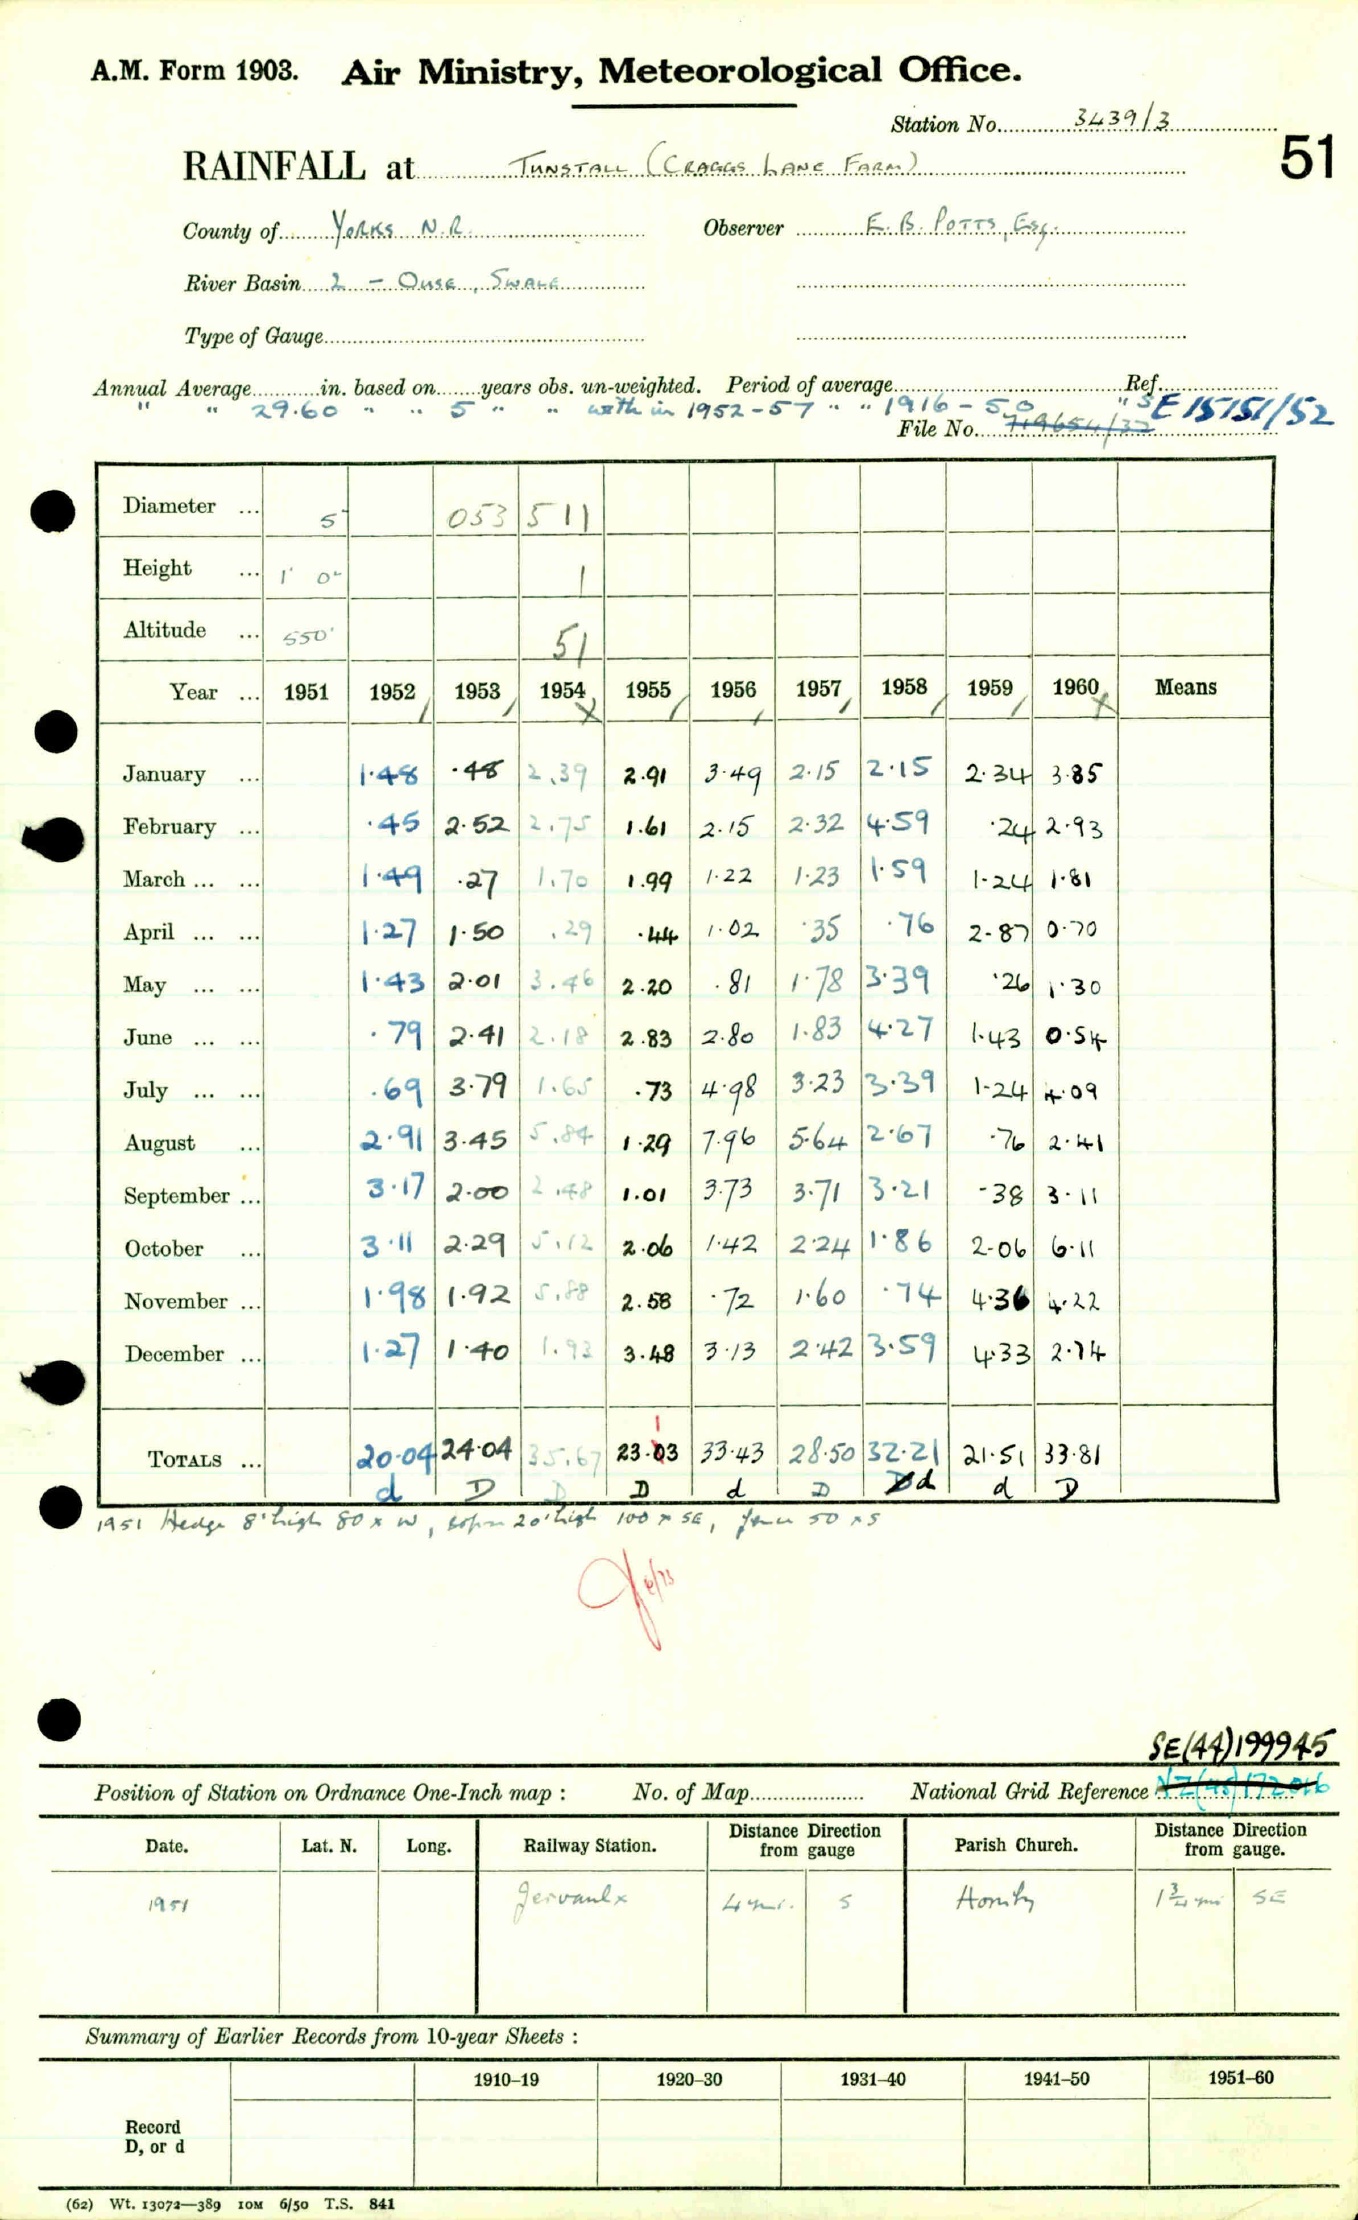 A.M. Form 1903. Air Ministry, Meteorological Office.
Station No. 3439/3
51
RAINFALL at TUNSTALL (CRAGGS LANE FARM)
County of YORKS N.R. Observer E. B. POTTS, Esq.
River Basin 2 - OUSE, SWALE
Type of Gauge
Annual Average in. based on years obs. un-weighted. Period of average Ref.
" " 29.60 " " 5 " " with in 1952-57 " " 1916-50 " S
File No. 719654/32 E15151/52
Diameter ... 5" 053 511
Height ... 1' 0" 1
Altitude ... 550' 51
Year ... 1951 1952 / 1953 / 1954 X 1955 / 1956 / 1957 / 1958 / 1959 / 1960 X Means
January ... 1.48 .48 2.39 2.91 3.49 2.15 2.15 2.34 3.85
February ... .45 2.52 2.75 1.61 2.15 2.32 4.59 .24 2.93
March ... ... 1.49 .27 1.70 1.99 1.22 1.23 1.59 1.24 1.81
April ... ... 1.27 1.50 .29 .44 1.02 .35 .76 2.87 0.70
May ... ... 1.43 2.01 3.46 2.20 .81 1.78 3.39 .26 1.30
June ... ... .79 2.41 2.18 2.83 2.80 1.83 4.27 1.43 0.54
July ... ... .69 3.79 1.65 .73 4.98 3.23 3.39 1.24 4.09
August ... 2.91 3.45 5.84 1.29 7.96 5.64 2.67 .76 2.41
September ... 3.17 2.00 2.48 1.01 3.73 3.71 3.21 .38 3.11
October ... 3.11 2.29 5.12 2.06 1.42 2.24 1.86 2.06 6.11
November ... 1.98 1.92 5.88 2.58 .72 1.60 .74 4.36 4.22
December ... 1.27 1.40 1.93 3.48 3.13 2.42 3.59 4.33 2.74
1
TOTALS ... 20.04 24.04 35.67 23.03 33.43 28.50 32.21 21.51 33.81
d D D D d D D d d D
1951 Hedge 8' high 80 x W, 20' high 100 x SE, 50 x S
6/73
SE(44)199945
Position of Station on Ordnance One-Inch map : No. of Map National Grid Reference NZ(45)172016
Date. Lat. N. Long. Railway Station. Distance Direction from gauge Parish Church. Distance Direction from gauge.
1951 Jervaulx 4 mi. S Hornby 1¾ mi SE
Summary of Earlier Records from 10-year Sheets :
1910–19 1920–30 1931–40 1941–50 1951–60
Record
D, or d
(62) Wt. 13072—389 10M 6/50 T.S. 841